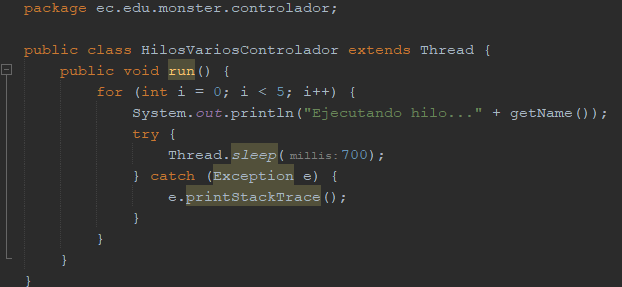 package ec.edu.monster.controlador;
public class HilosVariosControlador extends Thread {
public void run() {
for (int i = 0; i < 5; i++) {
System.out.println("Ejecutando hilo..." + getName());
try {
Thread.sleep( millis: 700);
} catch (Exception e) {
e.printStackTrace();
}
}
}
}